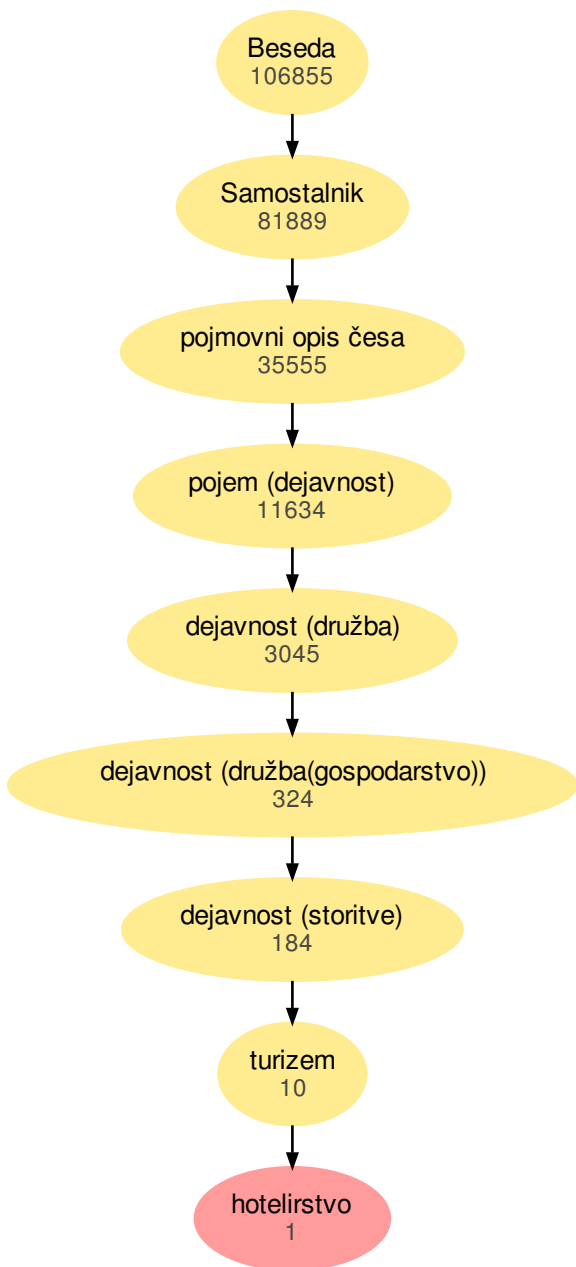 Beseda
106855
Samostalnik
81889
pojmovni opis česa
35555
pojem (dejavnost)
11634
dejavnost (družba)
3045
dejavnost (družba(gospodarstvo))
324
dejavnost (storitve)
184
turizem
10
hotelirstvo
1